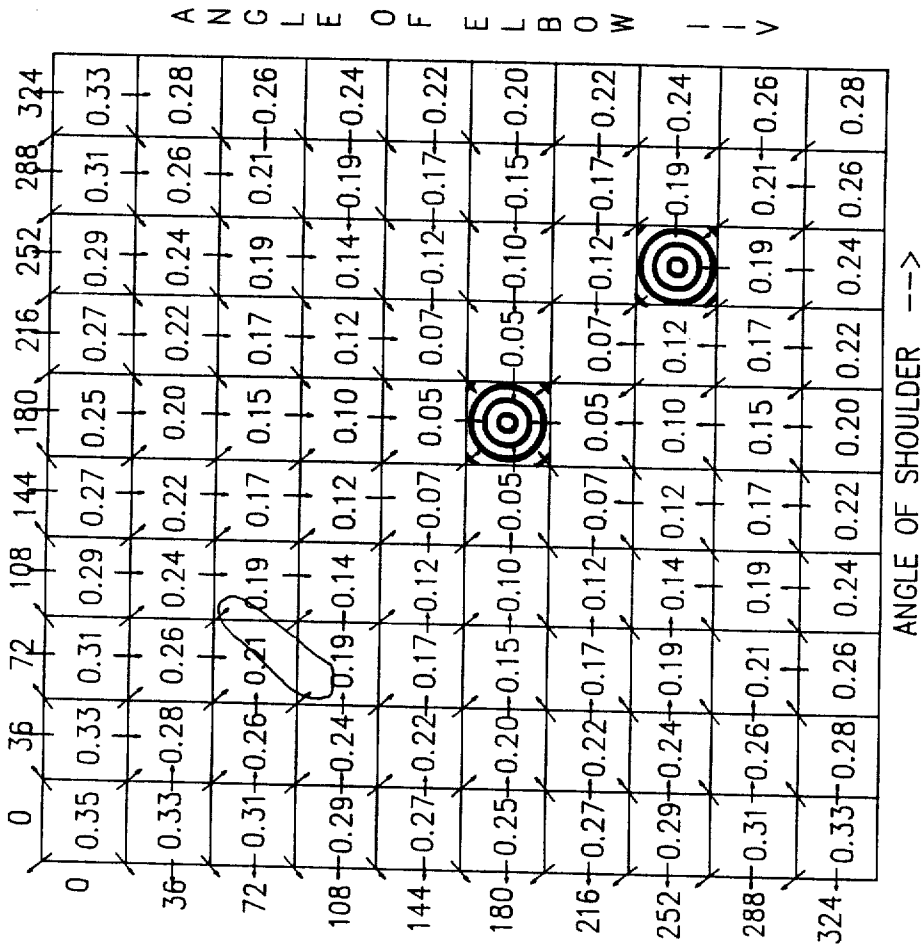 0 36 72 108 144 180 216 252 288 324
0 0.35 0.33 0.31 0.29 0.27 0.25 0.27 0.29 0.31 0.33
36 0.33 0.28 0.26 0.24 0.22 0.20 0.22 0.24 0.26 0.28
72 0.31 0.26 0.21 0.19 0.17 0.15 0.17 0.19 0.21 0.26
108 0.29 0.24 0.19 0.14 0.12 0.10 0.12 0.14 0.19 0.24
144 0.27 0.22 0.17 0.12 0.07 0.05 0.07 0.12 0.17 0.22
180 0.25 0.20 0.15 0.10 0.05 0.05 0.10 0.15 0.20
216 0.27 0.22 0.17 0.12 0.07 0.05 0.07 0.12 0.17 0.22
252 0.29 0.24 0.19 0.14 0.12 0.10 0.12 0.19 0.24
288 0.31 0.26 0.21 0.19 0.17 0.15 0.17 0.19 0.21 0.26
324 0.33 0.28 0.26 0.24 0.22 0.20 0.22 0.24 0.26 0.28
ANGLE OF SHOULDER -->
ANGLE OF ELBOW --V